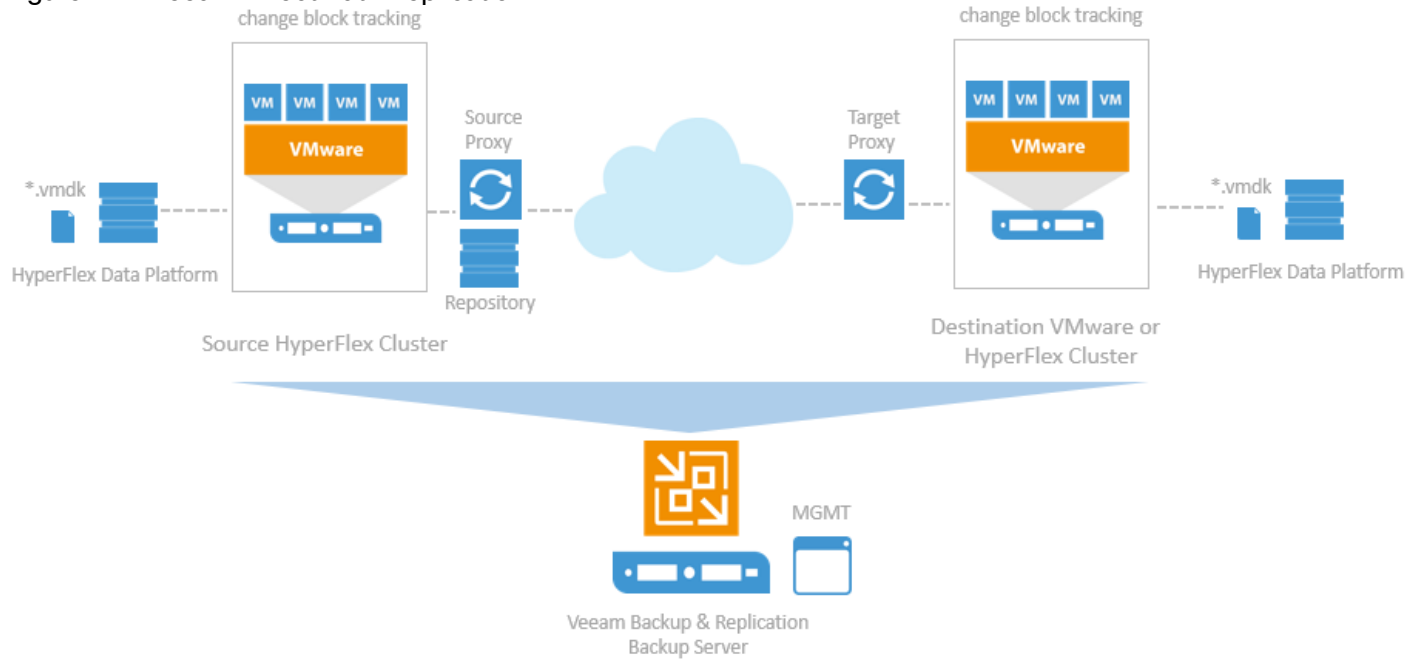 change block tracking
VM VM VM VM
VMware
*.vmdk
HyperFlex Data Platform
Source
Proxy
Repository
Source HyperFlex Cluster
Target
Proxy
change block tracking
VM VM VM VM
VMware
*.vmdk
HyperFlex Data Platform
Destination VMware or
HyperFlex Cluster
MGMT
Veeam Backup & Replication
Backup Server